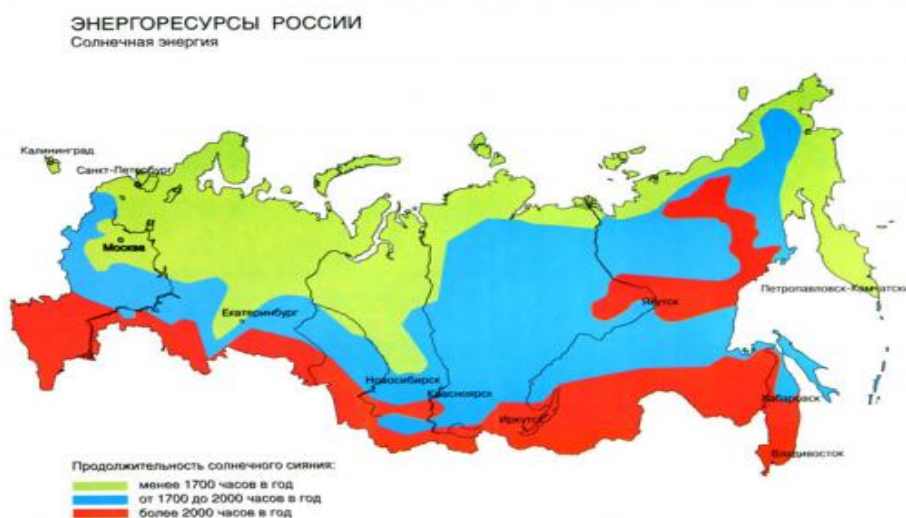 ЭНЕРГОРЕСУРСЫ РОССИИ
Солнечная энергия
Калининград
Санкт-Петербург
Москва
Екатеринбург
Новосибирск
Красноярск
Иркутск
Якутск
Петропавловск-Камчатски
Хабаровск
Владивосток
Продолжительность солнечного сияния:
менее 1700 часов в год
от 1700 до 2000 часов в год
более 2000 часов в год